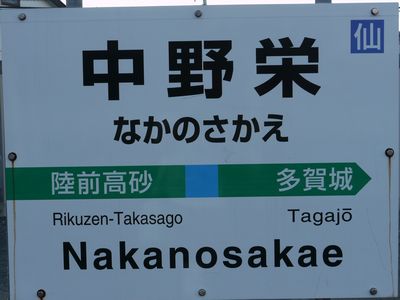 仙
中野栄
なかのさかえ
陸前高砂 多賀城
Rikuzen-Takasago Tagajō
Nakanosakae